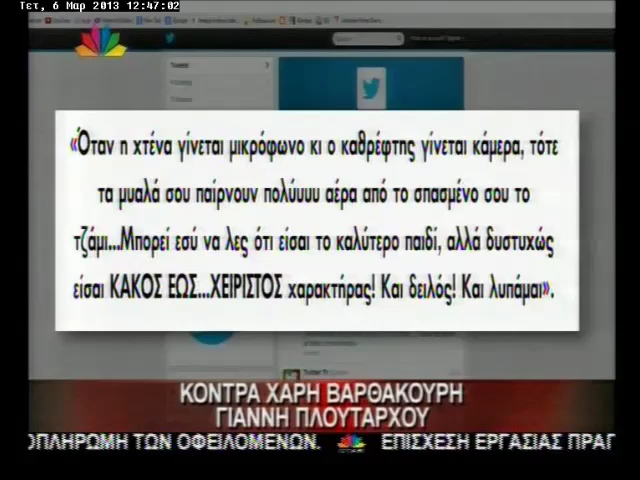 Τετ, 6 Μαρ 2013 12:47:02
«Όταν η χτένα γίνεται μικρόφωνο κι ο καθρέφτης γίνεται κάμερα, τότε
τα μυαλά σου παίρνουν πολύυυυ αέρα από το σπασμένο σου το
τζάμι...Μπορεί εσύ να λες ότι είσαι το καλύτερο παιδί, αλλά δυστυχώς
είσαι ΚΑΚΟΣ ΕΩΣ...ΧΕΙΡΙΣΤΟΣ χαρακτήρας! Και δειλός! Και λυπάμαι».
ΚΟΝΤΡΑ ΧΑΡΗ ΒΑΡΘΑΚΟΥΡΗ
ΓΙΑΝΝΗ ΠΛΟΥΤΑΡΧΟΥ
ΟΠΛΗΡΩΜΗ ΤΩΝ ΟΦΕΙΛΟΜΕΝΩΝ. ΕΠΙΣΧΕΣΗ ΕΡΓΑΣΙΑΣ ΠΡΑΓ